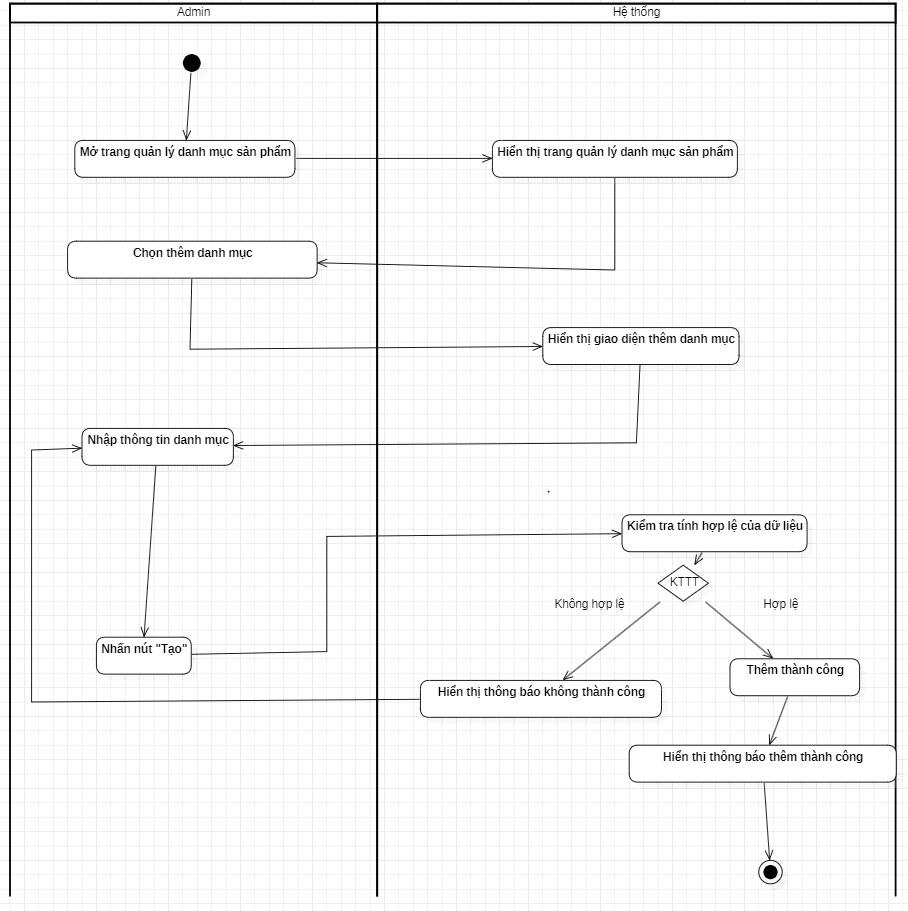 Admin
Hệ thống
Mở trang quản lý danh mục sản phẩm
Hiển thị trang quản lý danh mục sản phẩm
Chọn thêm danh mục
Hiển thị giao diện thêm danh mục
Nhập thông tin danh mục
Kiểm tra tính hợp lệ của dữ liệu
KTTT
Không hợp lệ
Hợp lệ
Nhấn nút "Tạo"
Thêm thành công
Hiển thị thông báo không thành công
Hiển thị thông báo thêm thành công